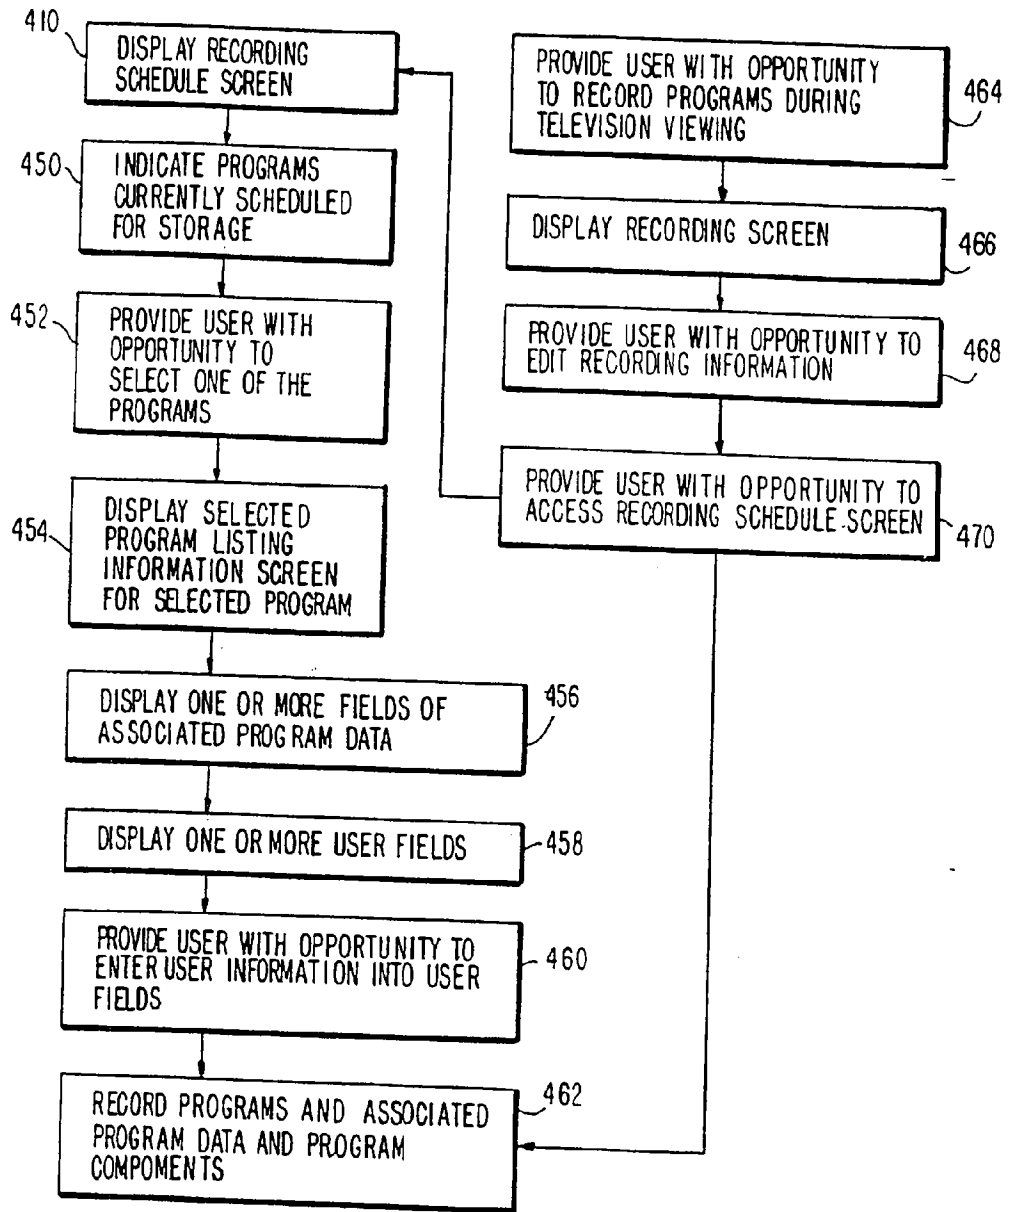 410
DISPLAY RECORDING
SCHEDULE SCREEN
450
INDICATE PROGRAMS
CURRENTLY SCHEDULED
FOR STORAGE
452
PROVIDE USER WITH
OPPORTUNITY TO
SELECT ONE OF THE
PROGRAMS
454
DISPLAY SELECTED
PROGRAM LISTING
INFORMATION SCREEN
FOR SELECTED PROGRAM
DISPLAY ONE OR MORE FIELDS OF
ASSOCIATED PROGRAM DATA
456
DISPLAY ONE OR MORE USER FIELDS
458
PROVIDE USER WITH OPPORTUNITY TO
ENTER USER INFORMATION INTO USER
FIELDS
460
RECORD PROGRAMS AND ASSOCIATED
PROGRAM DATA AND PROGRAM
COMPOMENTS
462
PROVIDE USER WITH OPPORTUNITY
TO RECORD PROGRAMS DURING
TELEVISION VIEWING
464
DISPLAY RECORDING SCREEN
466
PROVIDE USER WITH OPPORTUNITY TO
EDIT RECORDING INFORMATION
468
PROVIDE USER WITH OPPORTUNITY TO
ACCESS RECORDING SCHEDULE SCREEN
470